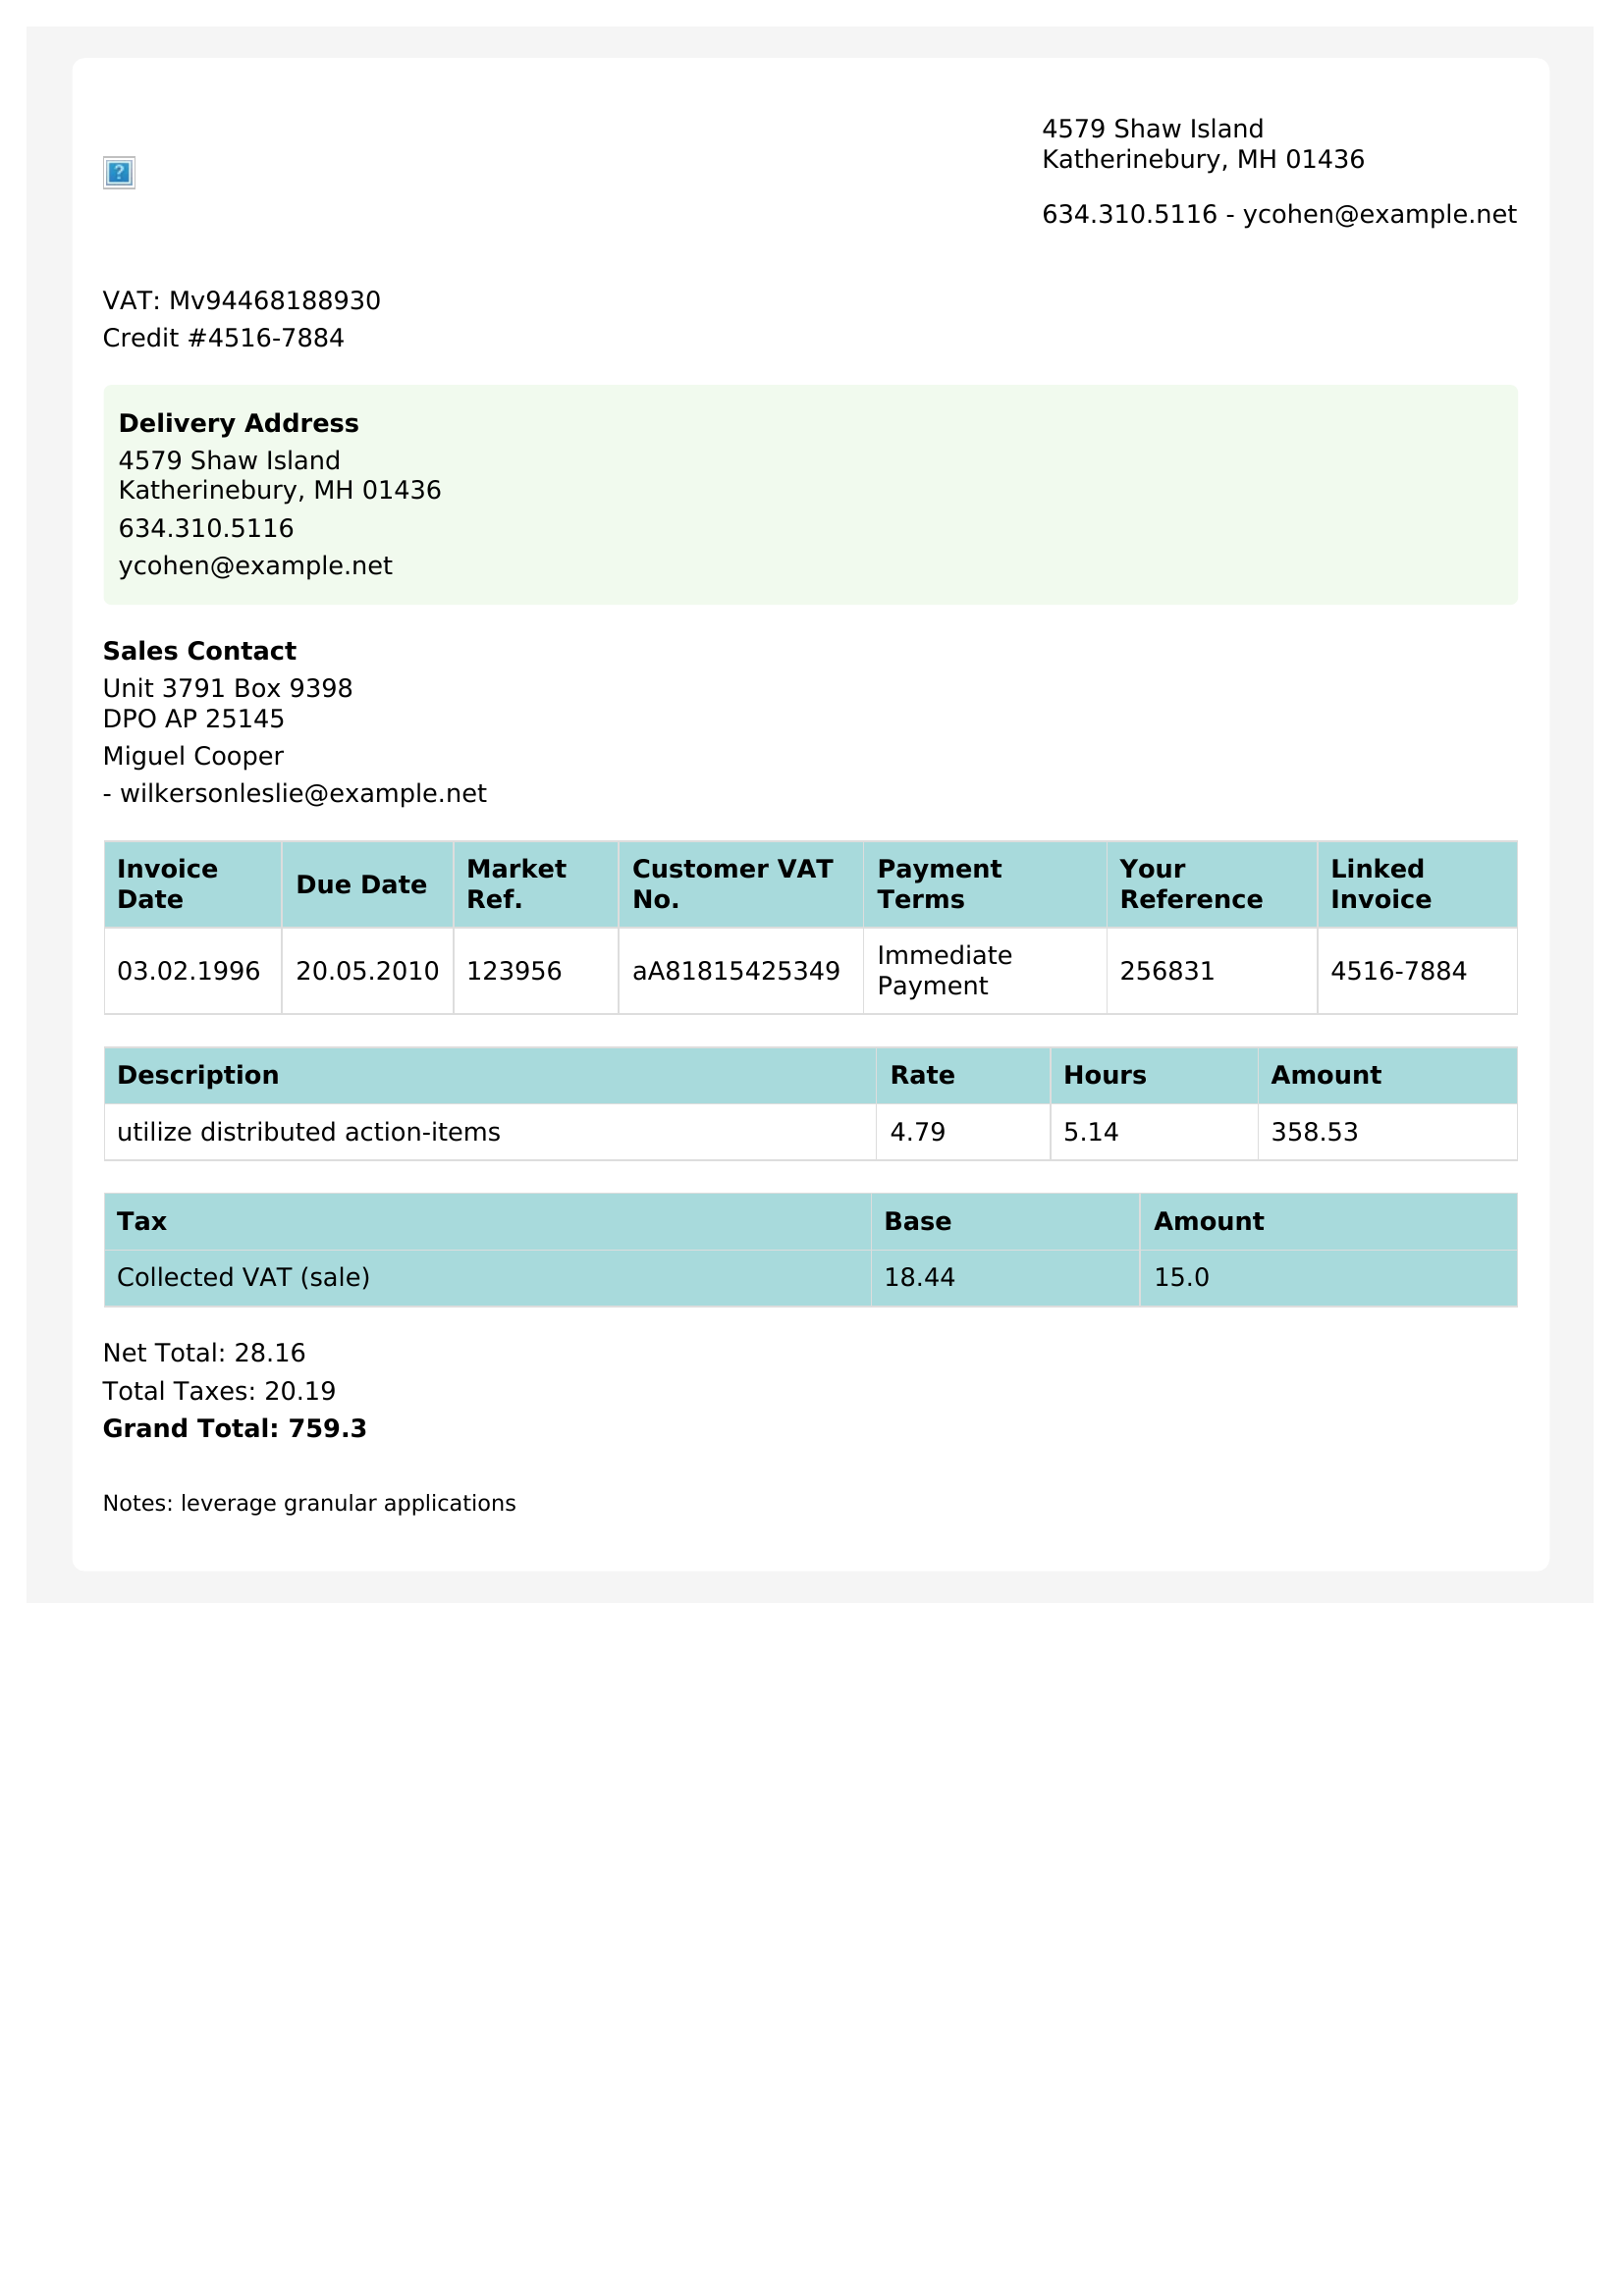 4579 Shaw Island
Katherinebury, MH 01436
634.310.5116 - ycohen@example.net
VAT: Mv94468188930
Credit #4516-7884
Delivery Address
4579 Shaw Island
Katherinebury, MH 01436
634.310.5116
ycohen@example.net
Sales Contact
Unit 3791 Box 9398
DPO AP 25145
Miguel Cooper
- wilkersonleslie@example.net
Invoice Date Due Date Market Ref. Customer VAT No. Payment Terms Your Reference Linked Invoice
03.02.1996 20.05.2010 123956 aA81815425349 Immediate Payment 256831 4516-7884
Description Rate Hours Amount
utilize distributed action-items 4.79 5.14 358.53
Tax Base Amount
Collected VAT (sale) 18.44 15.0
Net Total: 28.16
Total Taxes: 20.19
Grand Total: 759.3
Notes: leverage granular applications